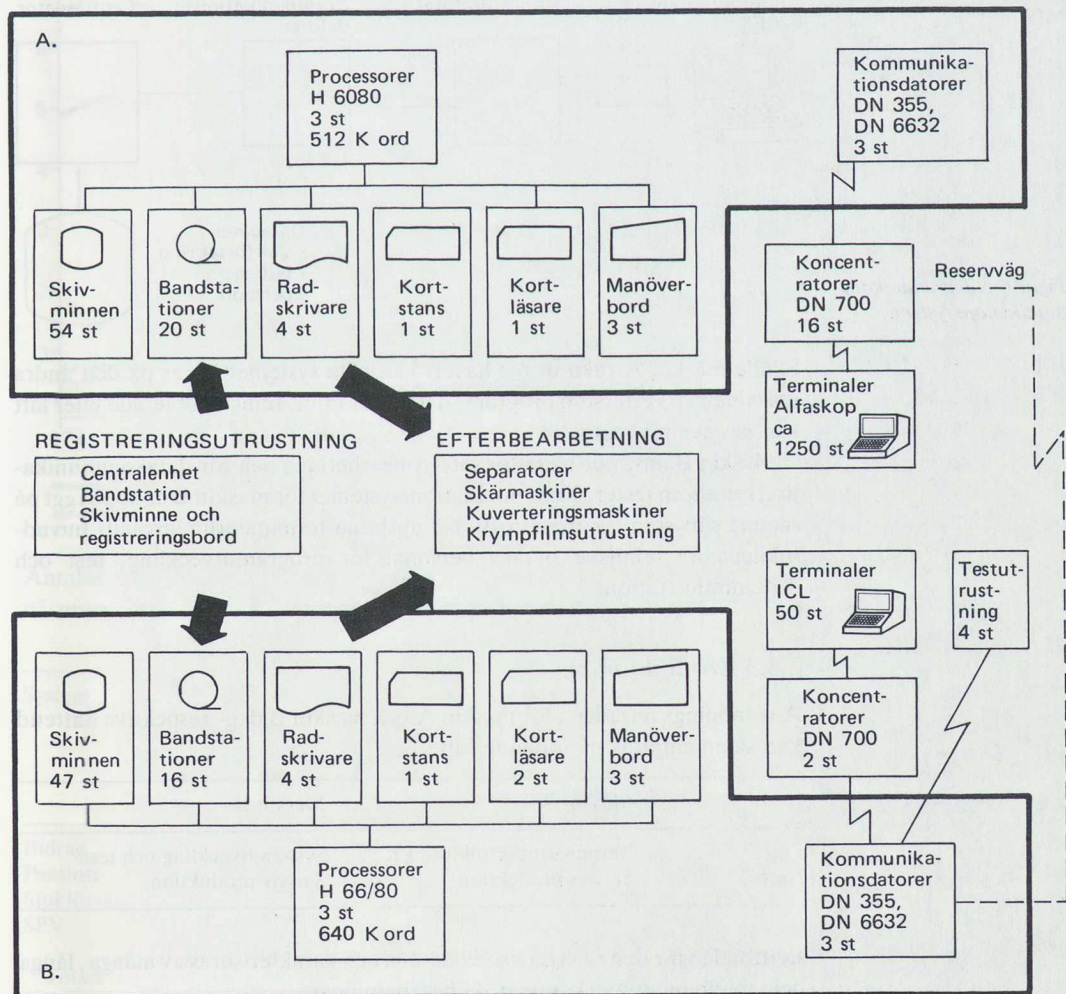 A.
Processorer
H 6080
3 st
512 K ord
Kommunika-
tionsdatorer
DN 355,
DN 6632
3 st
Skiv-
minnen
54 st
Bandsta-
tioner
20 st
Rad-
skrivare
4 st
Kort-
stans
1 st
Kort-
läsare
1 st
Manöver-
bord
3 st
Koncent-
ratorer
DN 700
16 st
Reservväg
Terminaler
Alfaskop
ca
1250 st
REGISTRERINGSUTRUSTNING
Centralenhet
Bandstation
Skivminne och
registreringsbord
EFTERBEARBETNING
Separatorer
Skärmaskiner
Kuverteringsmaskiner
Krympfilmsutrustning
Terminaler
ICL
50 st
Testut-
rust-
ning
4 st
Skiv-
minnen
47 st
Bandsta-
tioner
16 st
Rad-
skrivare
4 st
Kort-
stans
1 st
Kort-
läsare
2 st
Manöver-
bord
3 st
Koncent-
ratorer
DN 700
2 st
Processorer
H 66/80
3 st
640 K ord
Kommunika-
tionsdatorer
DN 355,
DN 6632
3 st
B.